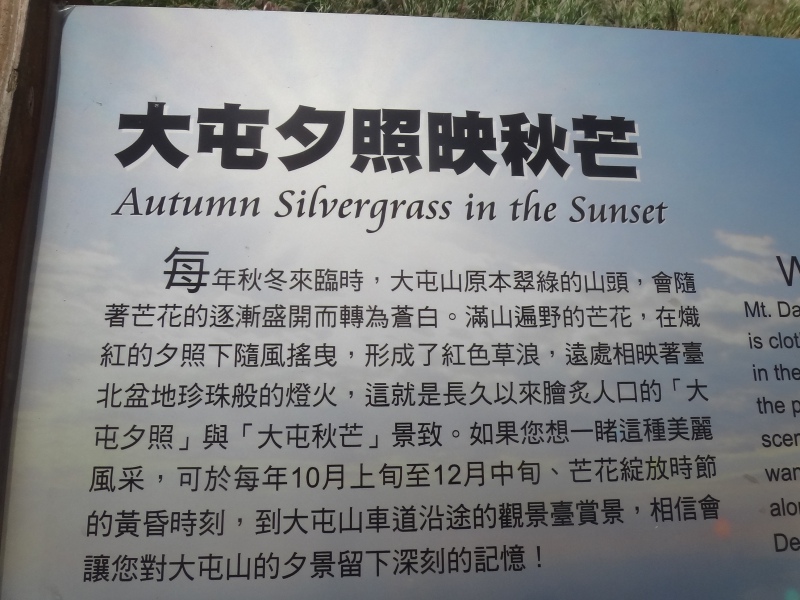 大屯夕照映秋芒
Autumn Silvergrass in the Sunset
每年秋冬來臨時，大屯山原本翠綠的山頭，會隨
著芒花的逐漸盛開而轉為蒼白。滿山遍野的芒花，在熾
紅的夕照下隨風搖曳，形成了紅色草浪，遠處相映著臺
北盆地珍珠般的燈火，這就是長久以來膾炙人口的「大
屯夕照」與「大屯秋芒」景致。如果您想一睹這種美麗
風采，可於每年10月上旬至12月中旬、芒花綻放時節
的黃昏時刻，到大屯山車道沿途的觀景臺賞景，相信會
讓您對大屯山的夕景留下深刻的記憶！
W
Mt. Da
is clot
in the
the p
scen
wan
alo
De